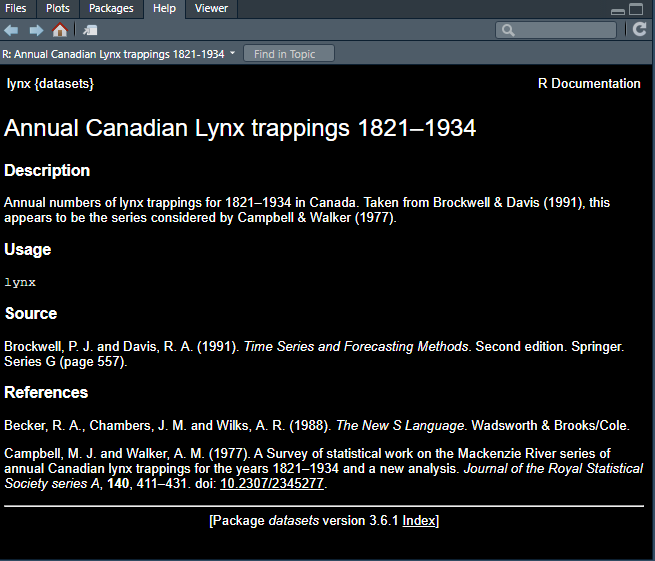 Files Plots Packages Help Viewer
R: Annual Canadian Lynx trappings 1821-1934 Find in Topic
lynx {datasets} R Documentation
Annual Canadian Lynx trappings 1821–1934
Description
Annual numbers of lynx trappings for 1821–1934 in Canada. Taken from Brockwell & Davis (1991), this
appears to be the series considered by Campbell & Walker (1977).
Usage
lynx
Source
Brockwell, P. J. and Davis, R. A. (1991). Time Series and Forecasting Methods. Second edition. Springer.
Series G (page 557).
References
Becker, R. A., Chambers, J. M. and Wilks, A. R. (1988). The New S Language. Wadsworth & Brooks/Cole.
Campbell, M. J. and Walker, A. M. (1977). A Survey of statistical work on the Mackenzie River series of
annual Canadian lynx trappings for the years 1821–1934 and a new analysis. Journal of the Royal Statistical
Society series A, 140, 411–431. doi: 10.2307/2345277.
[Package datasets version 3.6.1 Index]